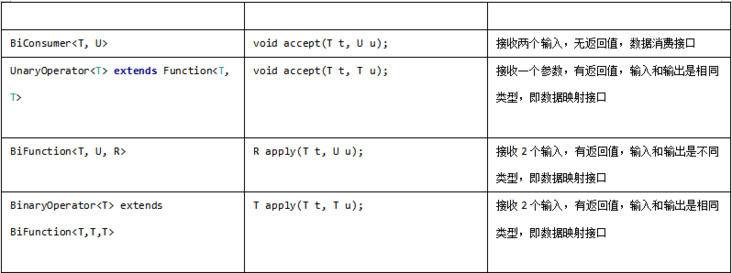 BiConsumer<T, U>
void accept(T t, U u);
接收两个输入，无返回值，数据消费接口
UnaryOperator<T> extends Function<T,
T>
void accept(T t, T u);
接收一个参数，有返回值，输入和输出是相同
类型，即数据映射接口
BiFunction<T, U, R>
R apply(T t, U u);
接收 2 个输入，有返回值，输入和输出是不同
类型，即数据映射接口
BinaryOperator<T> extends
BiFunction<T,T,T>
T apply(T t, T u);
接收 2 个输入，有返回值，输入和输出是相同
类型，即数据映射接口